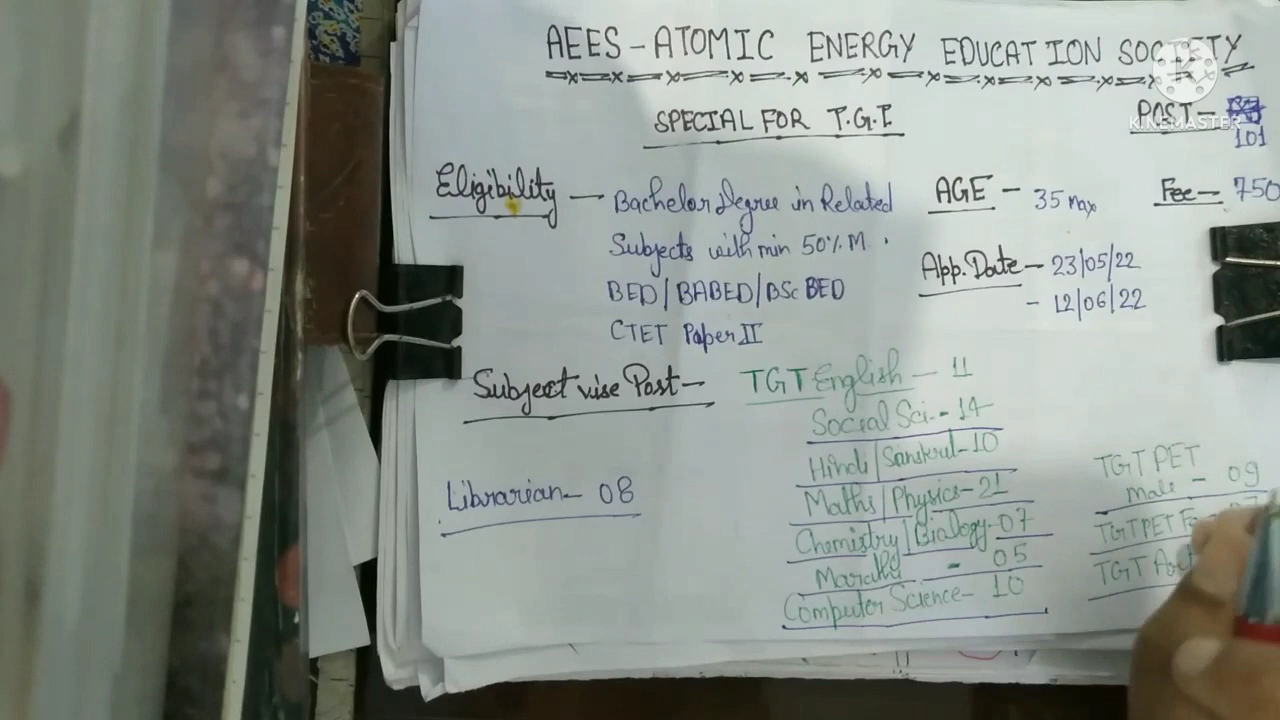 AEES - ATOMIC ENERGY EDUCATION SOCIETY
SPECIAL FOR T.G.T.
POST - 101
KINEMASTER
Eligibility — Bachelor Degree in Related
Subjects with min 50% M.
BED/BABED/BSc BED
CTET Paper II
AGE - 35 max
Fee - 750
App. Date - 23/05/22
- 12/06/22
Subject vise Post -
TGT English - 11
Social Sci. - 14
Hindi/Sanskrut - 10
Maths/Physics - 21
Chemistry/Biology - 07
Marathi - 05
Computer Science - 10
Librarian - 08
TGT PET
male - 09
TGT PET Fe
TGT